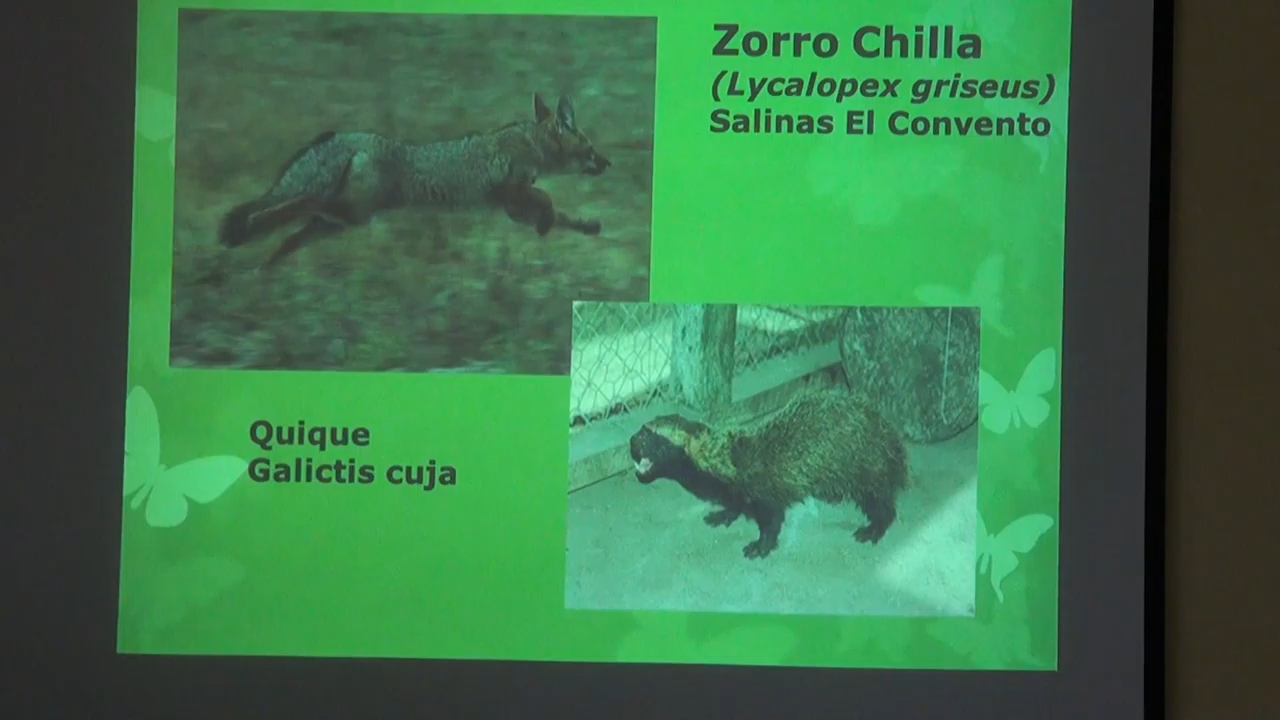 Zorro Chilla
(Lycalopex griseus)
Salinas El Convento
Quique
Galictis cuja